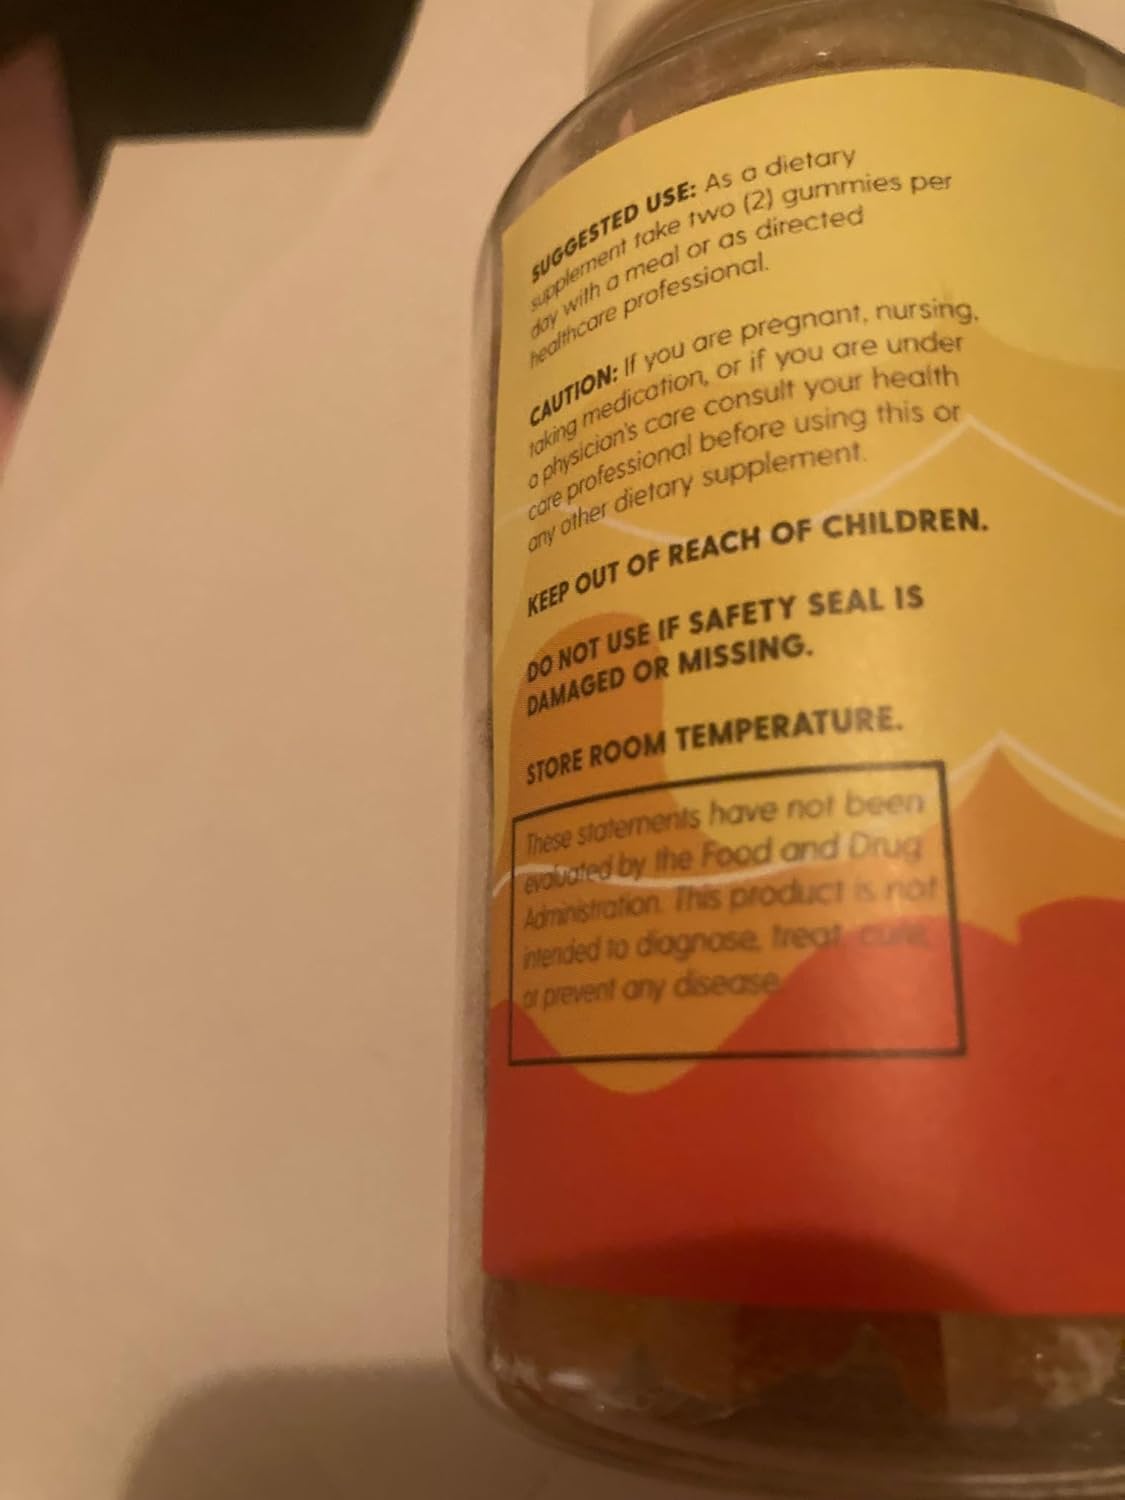 SUGGESTED USE: As a dietary
supplement take two (2) gummies per
day with a meal or as directed
healthcare professional.
CAUTION: If you are pregnant, nursing,
taking medication, or if you are under
a physician's care consult your health
care professional before using this or
any other dietary supplement.
KEEP OUT OF REACH OF CHILDREN.
DO NOT USE IF SAFETY SEAL IS
DAMAGED OR MISSING.
STORE ROOM TEMPERATURE.
These statements have not been
evaluated by the Food and Drug
Administration. This product is not
intended to diagnose, treat, cure,
or prevent any disease